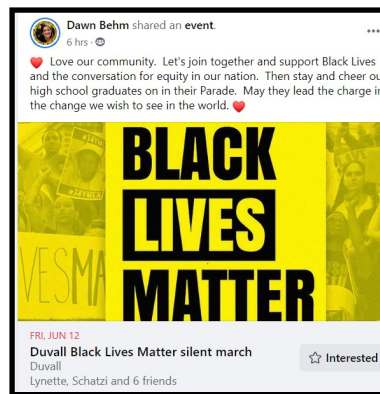 Dawn Behm shared an event.
6 hrs ·
Love our community. Let's join together and support Black Lives
and the conversation for equity in our nation. Then stay and cheer ou
high school graduates on in their Parade. May they lead the charge in
the change we wish to see in the world.
BLACK
LIVES
MATTER
VESMA
FRI, JUN 12
Duvall Black Lives Matter silent march
Duvall
Lynette, Schatzi and 6 friends
Interested